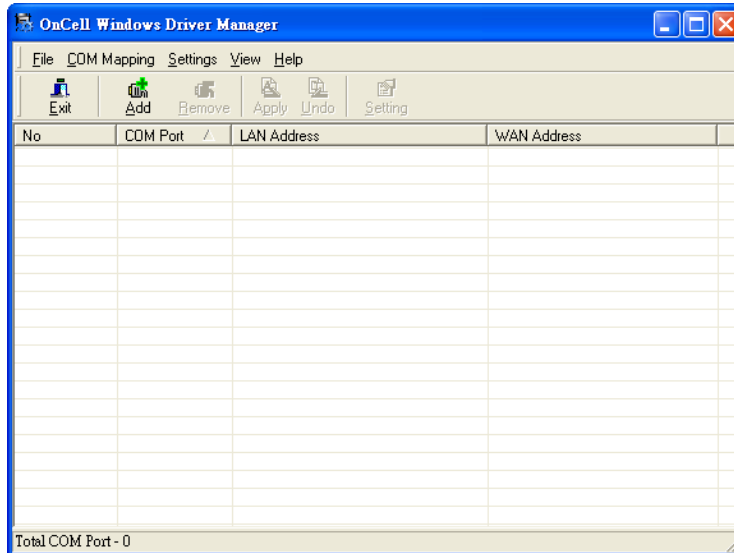 OnCell Windows Driver Manager
File COM Mapping Settings View Help
Exit Add Remove Apply Undo Setting
No COM Port LAN Address WAN Address
Total COM Port - 0